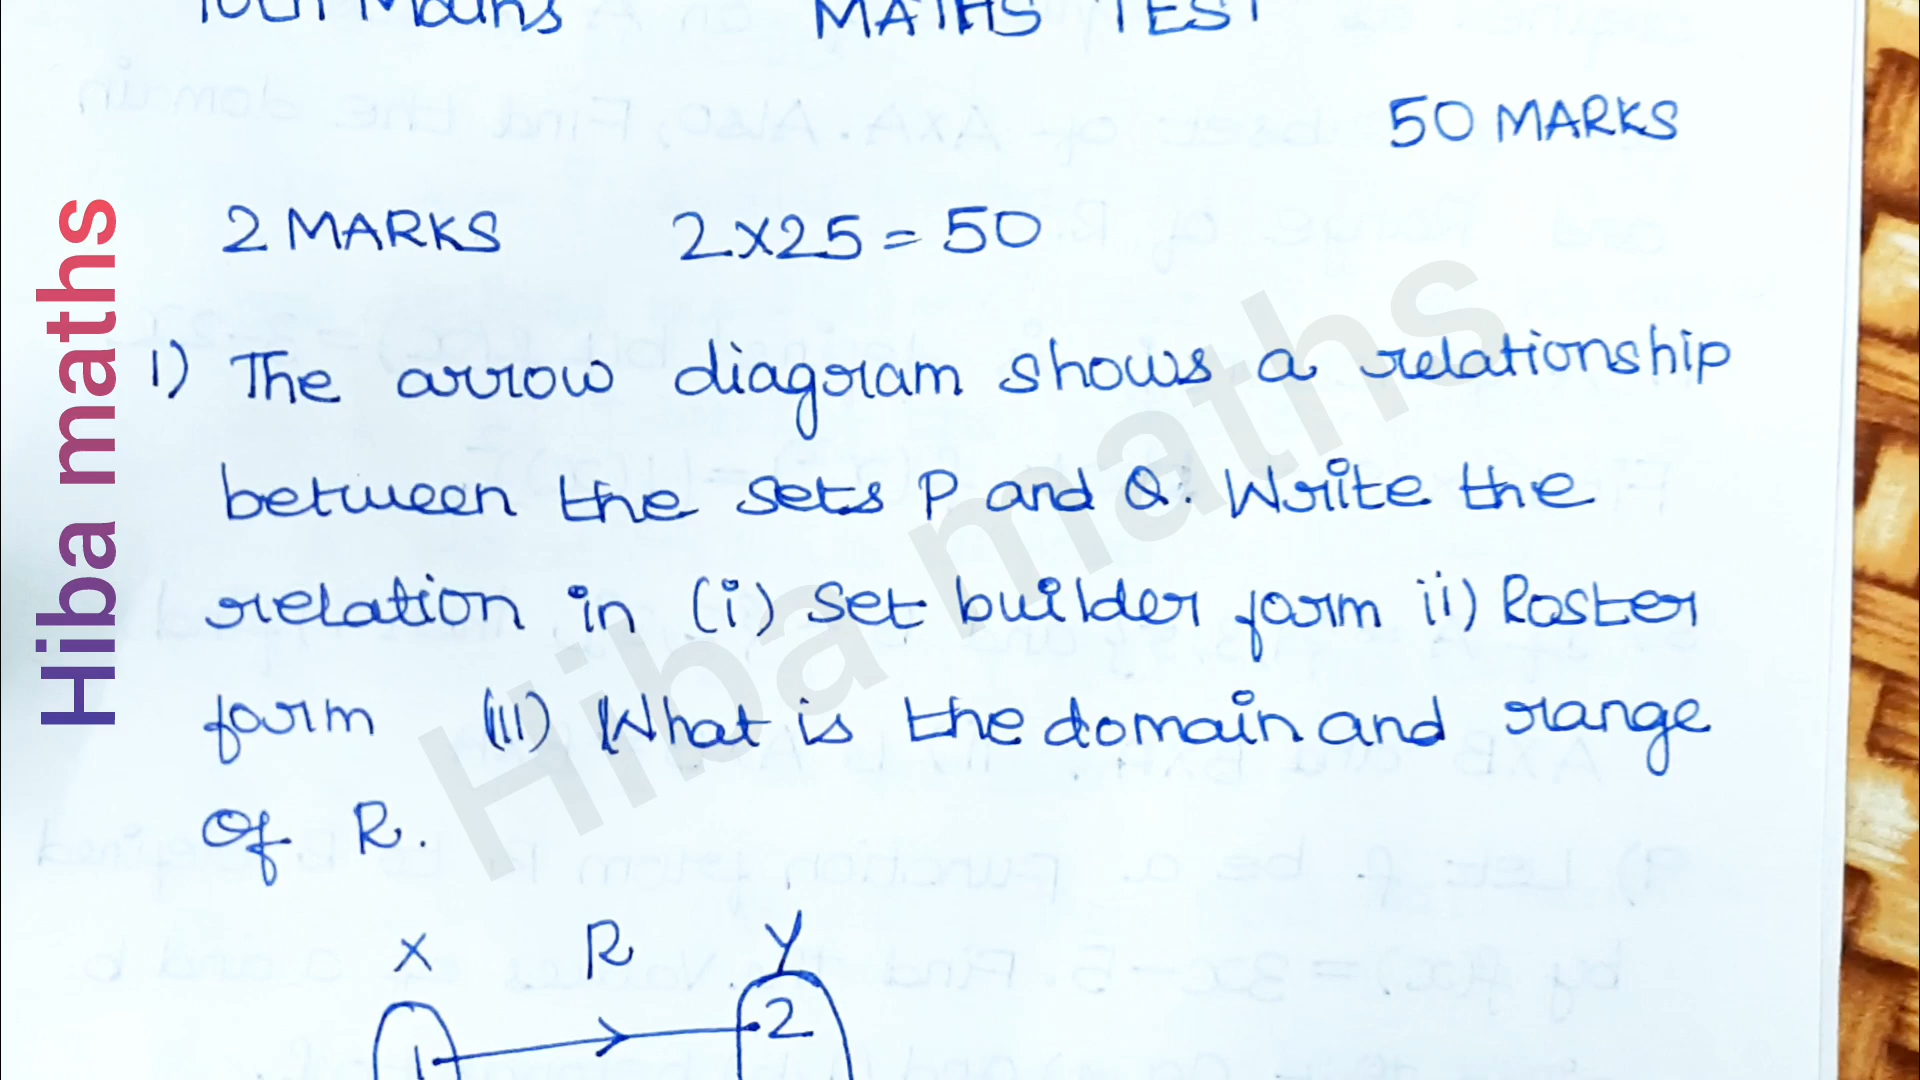 MATHS TEST
50 MARKS
2 MARKS 2×25 = 50
1) The arrow diagram shows a relationship
between the sets P and Q. Write the
relation in (i) Set builder form ii) Roster
form (III) What is the domain and range
Of R.
X R Y
2
1
Hiba maths
Hiba maths